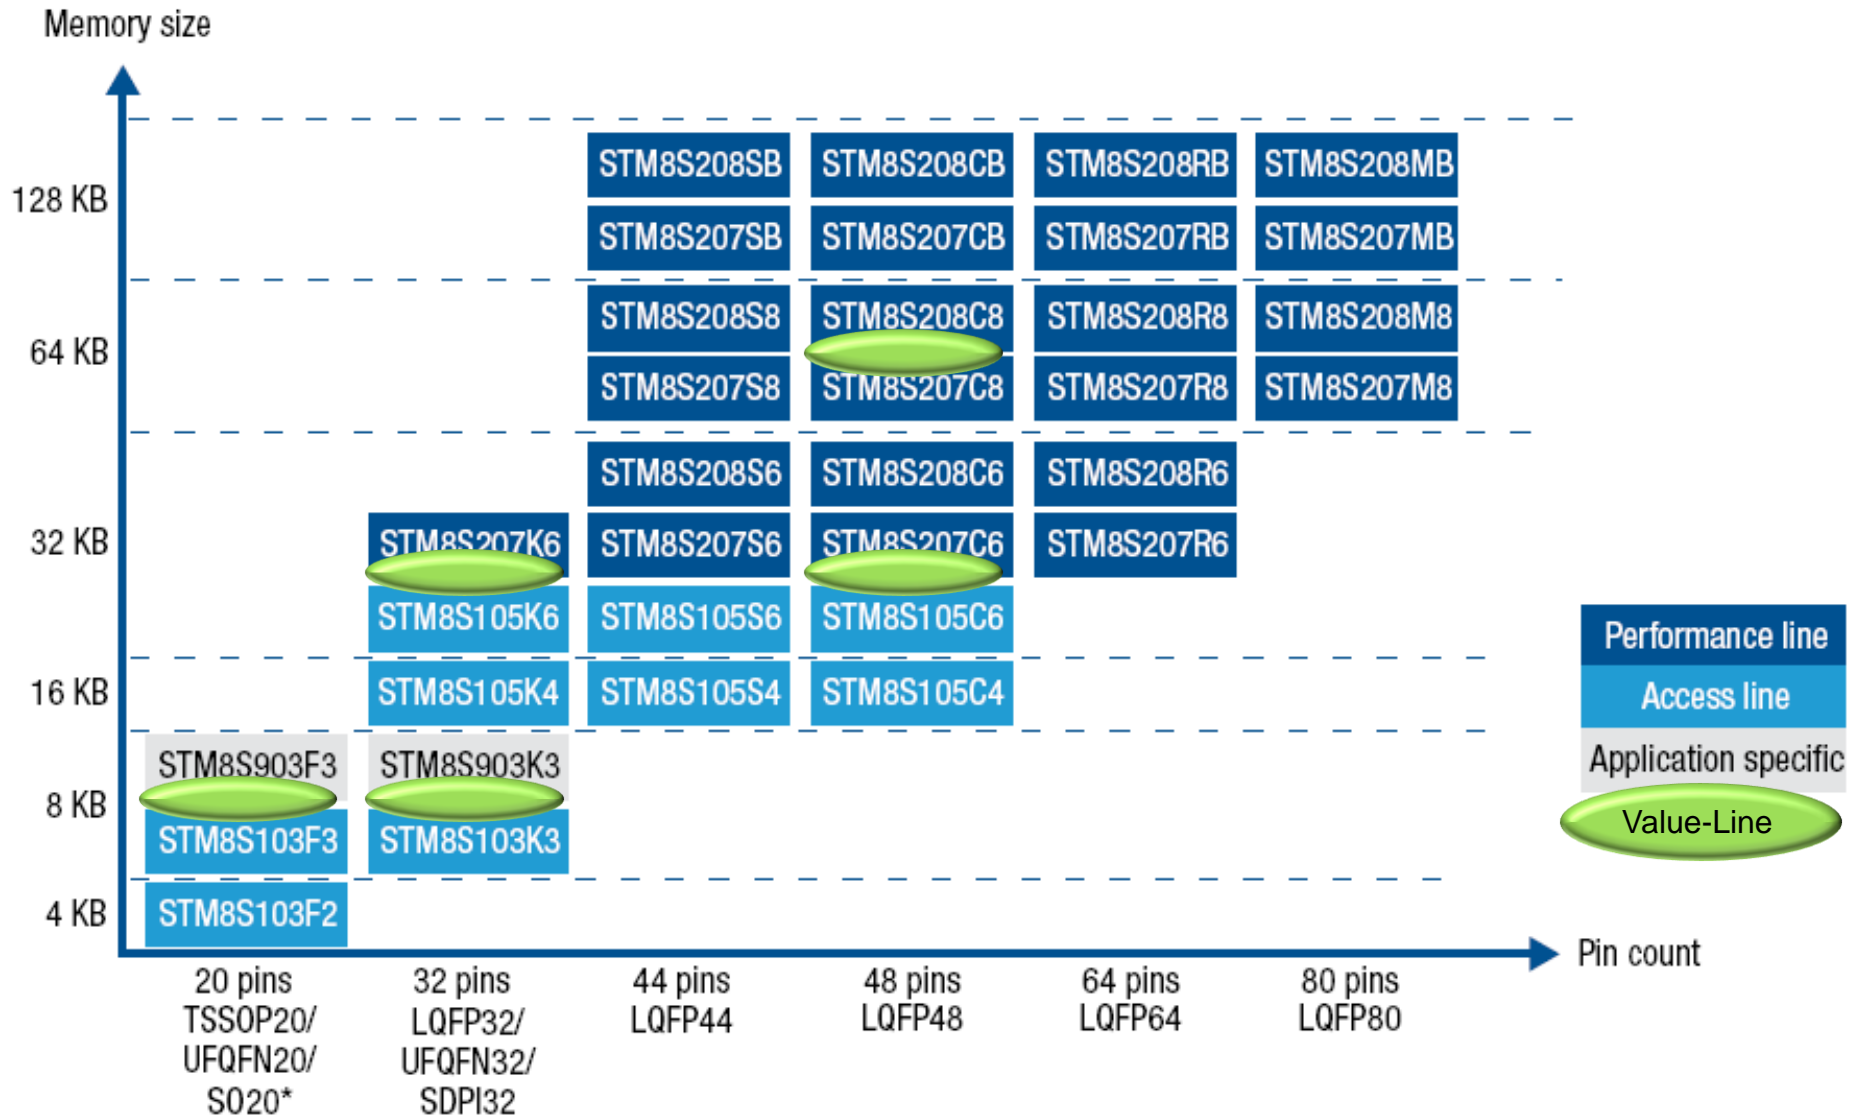 Memory size
128 KB
STM8S208SB STM8S208CB STM8S208RB STM8S208MB
STM8S207SB STM8S207CB STM8S207RB STM8S207MB
64 KB
STM8S208S8 STM8S208C8 STM8S208R8 STM8S208M8
STM8S207S8 STM8S207C8 STM8S207R8 STM8S207M8
32 KB
STM8S208S6 STM8S208C6 STM8S208R6
STM8S207K6 STM8S207S6 STM8S207C6 STM8S207R6
STM8S105K6 STM8S105S6 STM8S105C6
16 KB
STM8S105K4 STM8S105S4 STM8S105C4
8 KB
STM8S903F3 STM8S903K3
STM8S103F3 STM8S103K3
4 KB
STM8S103F2
Performance line
Access line
Application specific
Value-Line
Pin count
20 pins
TSSOP20/
UFQFN20/
SO20*
32 pins
LQFP32/
UFQFN32/
SDPI32
44 pins
LQFP44
48 pins
LQFP48
64 pins
LQFP64
80 pins
LQFP80